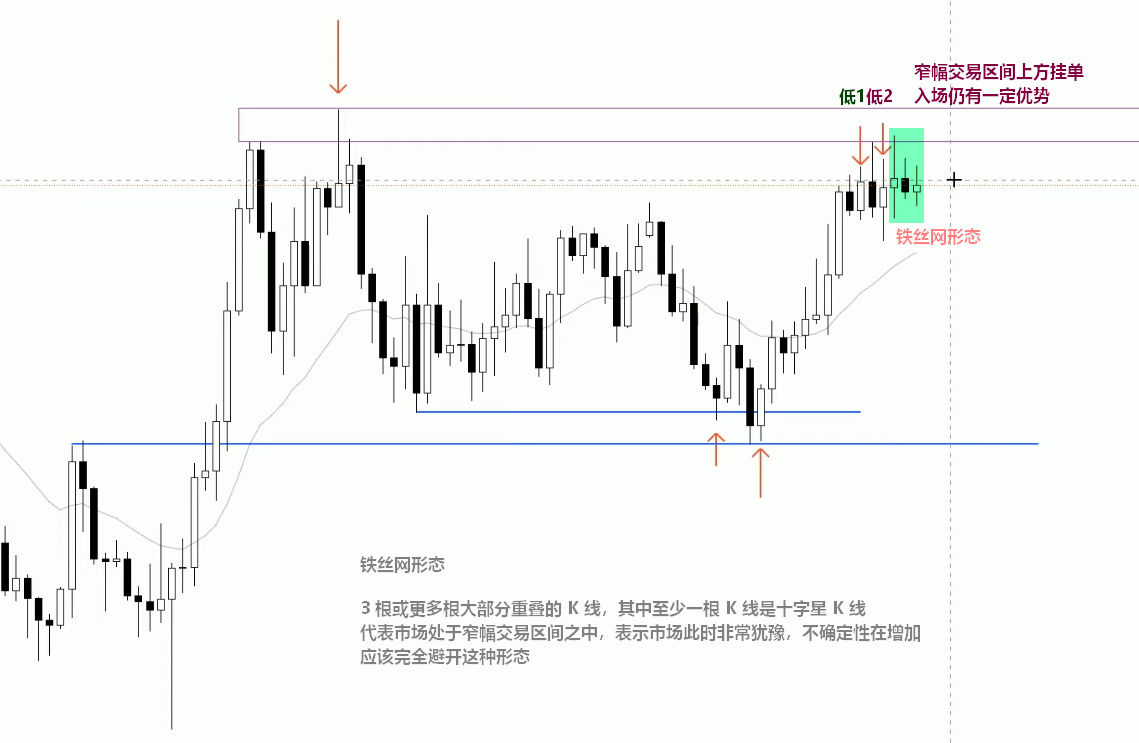 窄幅交易区间上方挂单
入场仍有一定优势
低1低2
铁丝网形态
铁丝网形态
3 根或更多根大部分重叠的 K 线，其中至少一根 K 线是十字星 K 线
代表市场处于窄幅交易区间之中，表示市场此时非常犹豫，不确定性在增加
应该完全避开这种形态